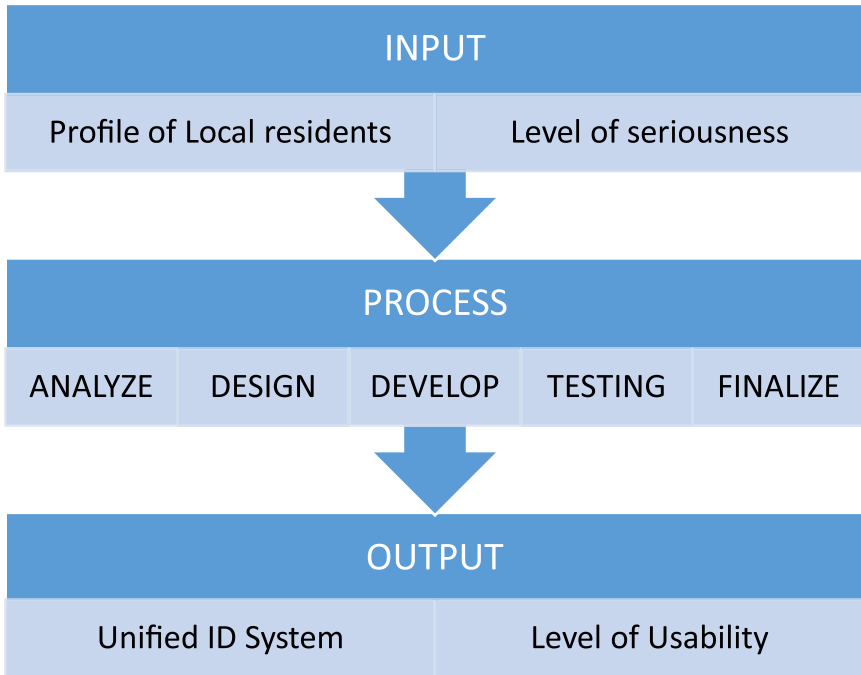 INPUT
Profile of Local residents
Level of seriousness
PROCESS
ANALYZE
DESIGN
DEVELOP
TESTING
FINALIZE
OUTPUT
Unified ID System
Level of Usability